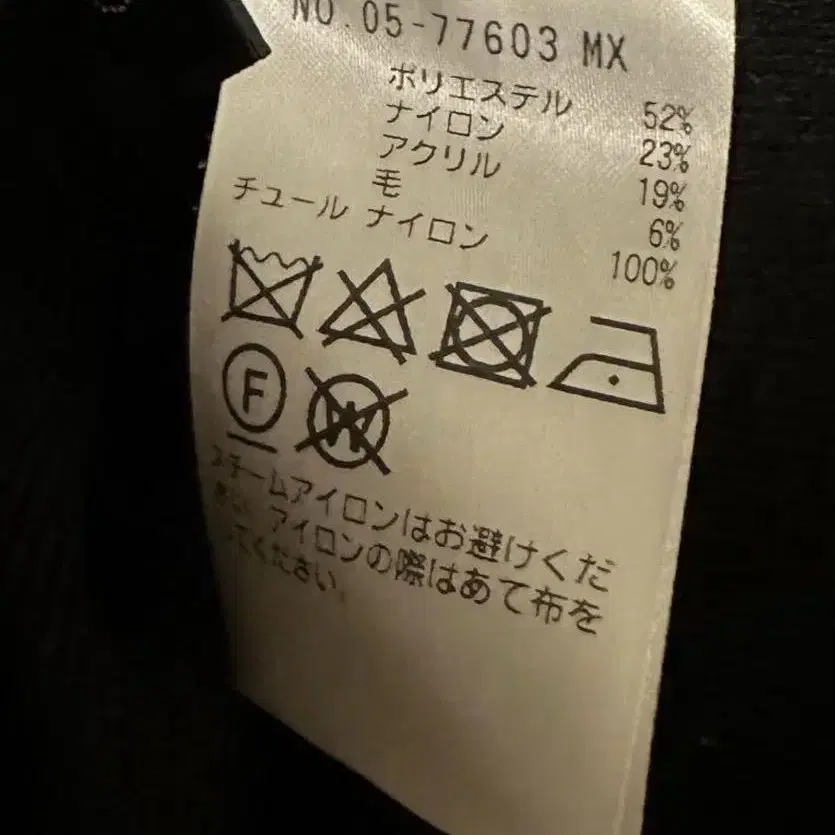 NO.05-77603 MX
ポリエステル 52%
ナイロン 23%
アクリル 19%
毛 6%
チュール ナイロン 100%
F
W
スチームアイロンはお避けくだ
さい。アイロンの際はあて布を
してください。